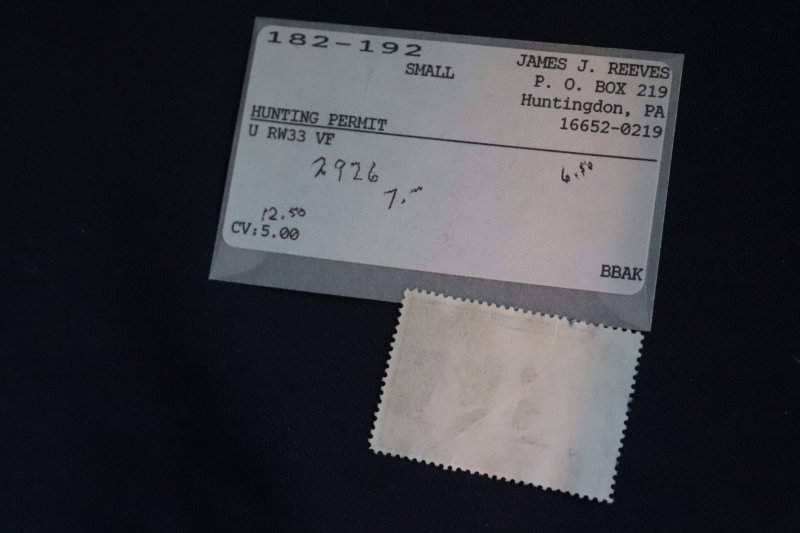 182-192
SMALL
JAMES J. REEVES
P. O. BOX 219
Huntingdon, PA
16652-0219
HUNTING PERMIT
U RW33 VF
2926
6.50
7.00
12.50
CV:5.00
BBAK